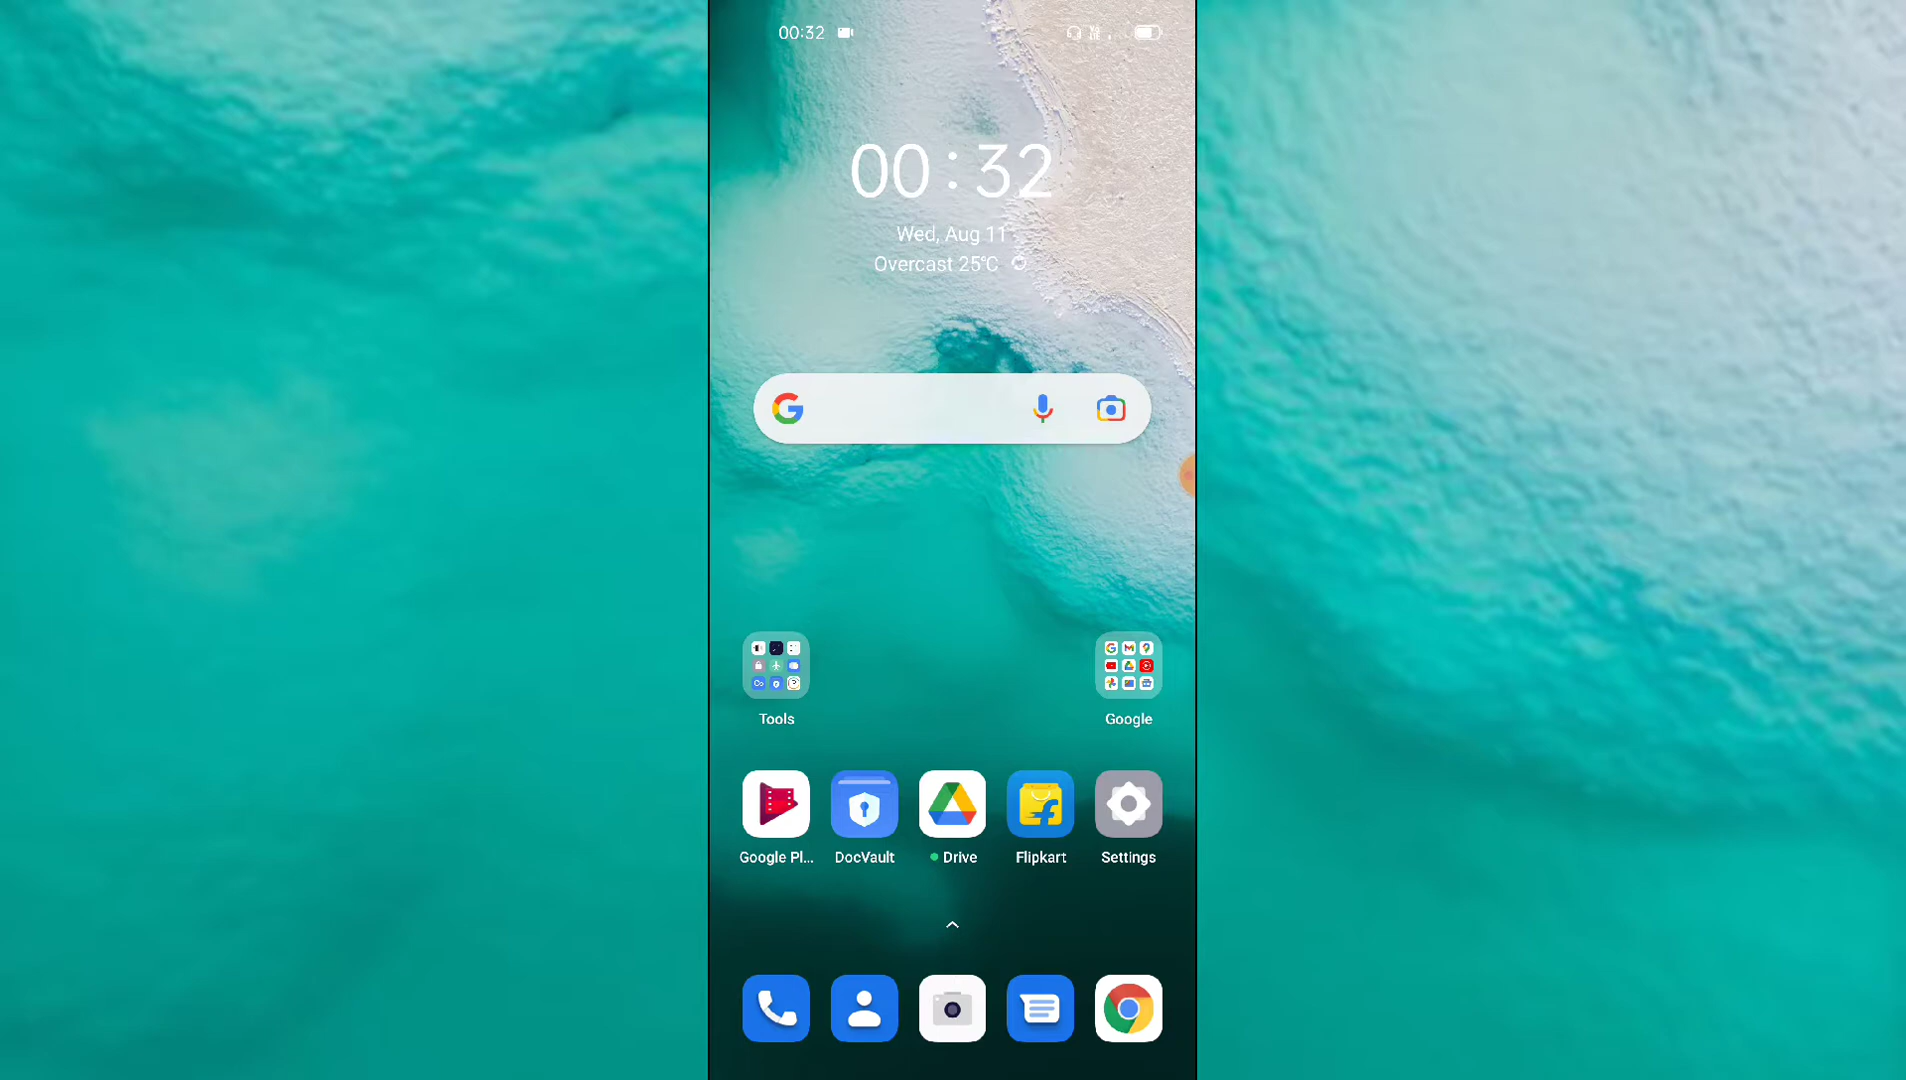 00:32
00:32
Wed, Aug 11
Overcast 25°C
Tools
Google
Google Pl...
DocVault
Drive
Flipkart
Settings